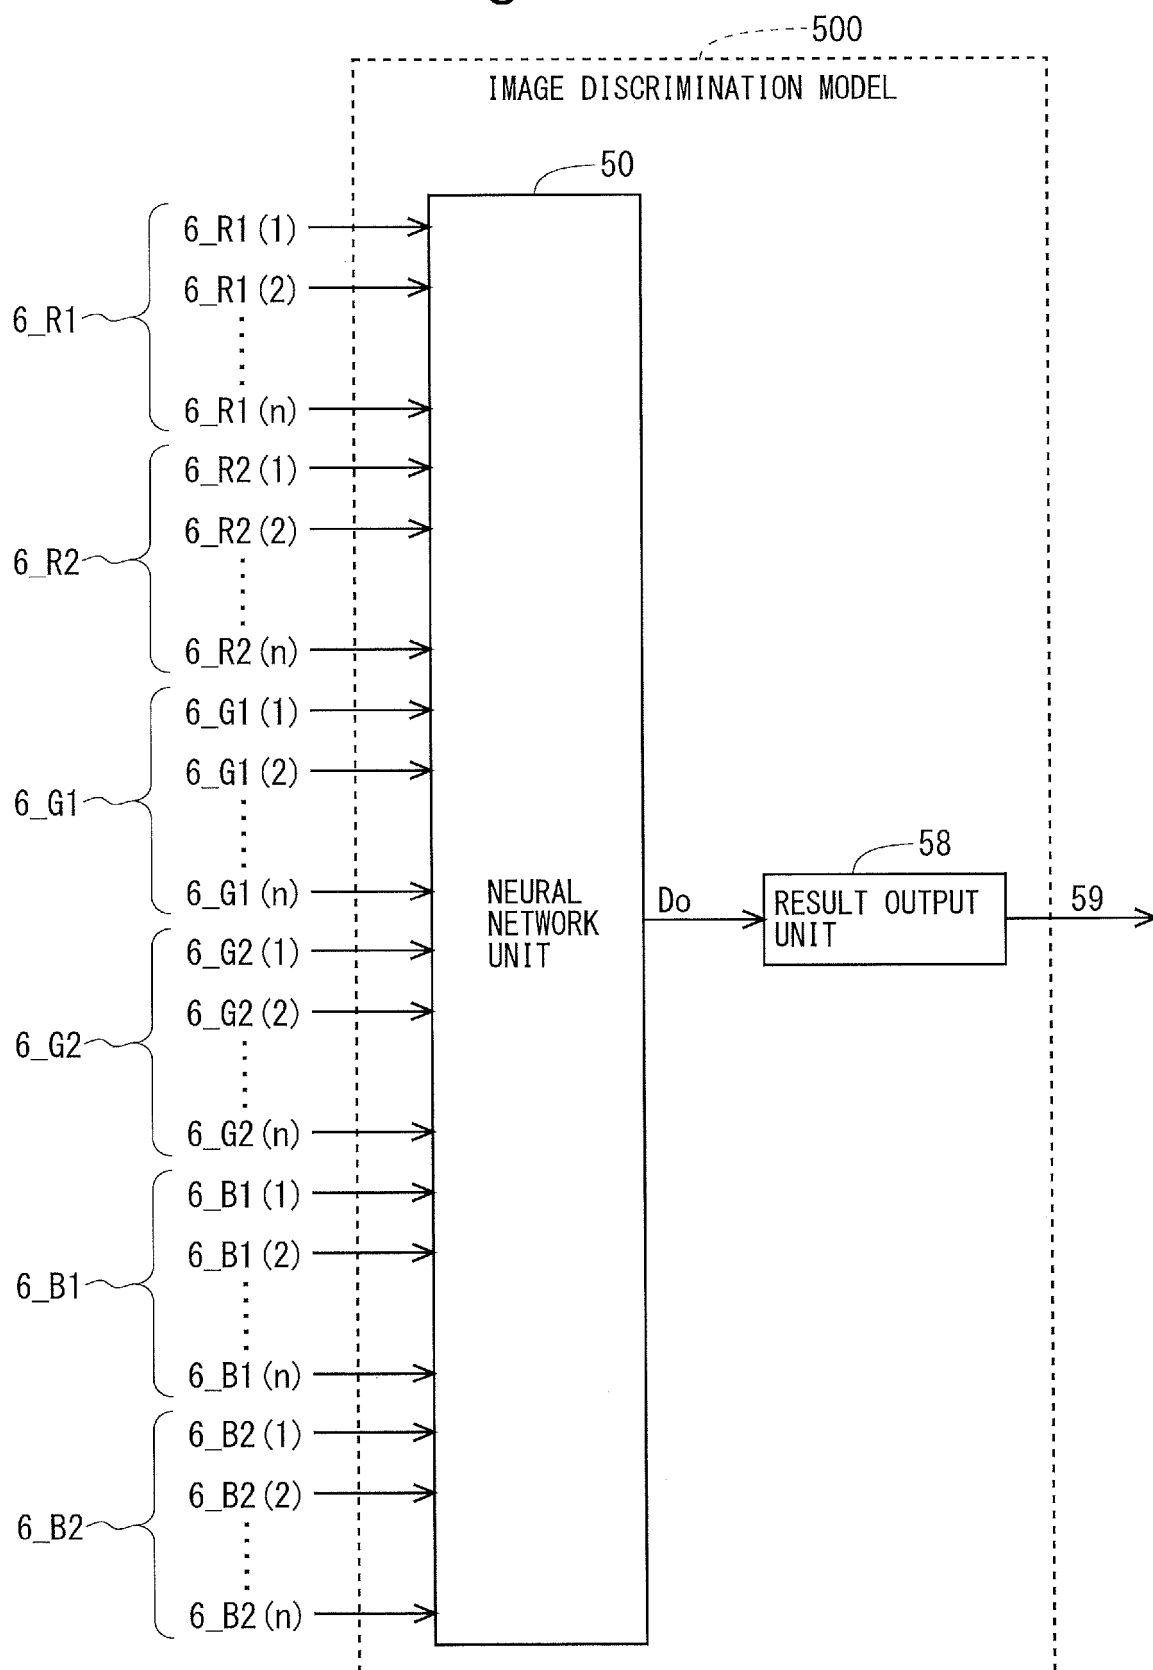 500
IMAGE DISCRIMINATION MODEL
50
6_R1(1)
6_R1(2)
6_R1
6_R1(n)
6_R2(1)
6_R2(2)
6_R2
6_R2(n)
6_G1(1)
6_G1(2)
6_G1
6_G1(n)
6_G2(1)
6_G2(2)
6_G2
6_G2(n)
6_B1(1)
6_B1(2)
6_B1
6_B1(n)
6_B2(1)
6_B2(2)
6_B2
6_B2(n)
NEURAL
NETWORK
UNIT
Do
58
RESULT OUTPUT
UNIT
59